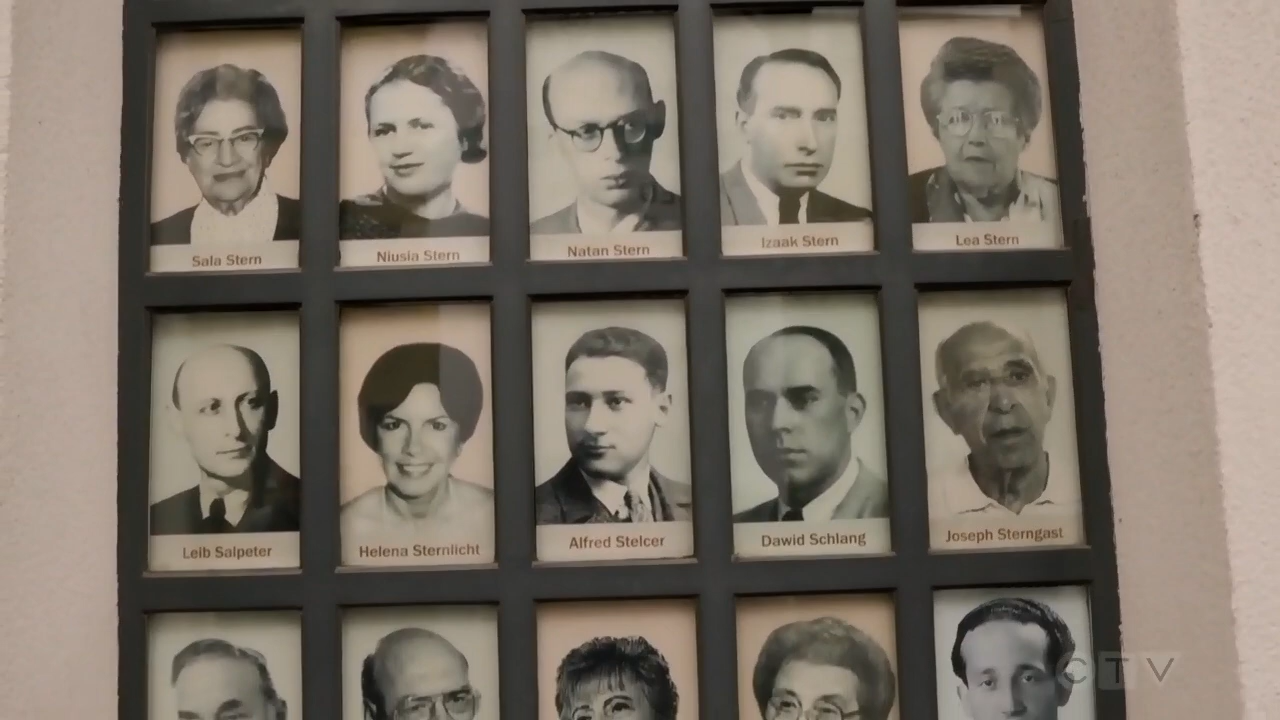 Sala Stern
Niusia Stern
Natan Stern
Izaak Stern
Lea Stern
Leib Salpeter
Helena Sternlicht
Alfred Stelcer
Dawid Schlang
Joseph Sterngast
CTV